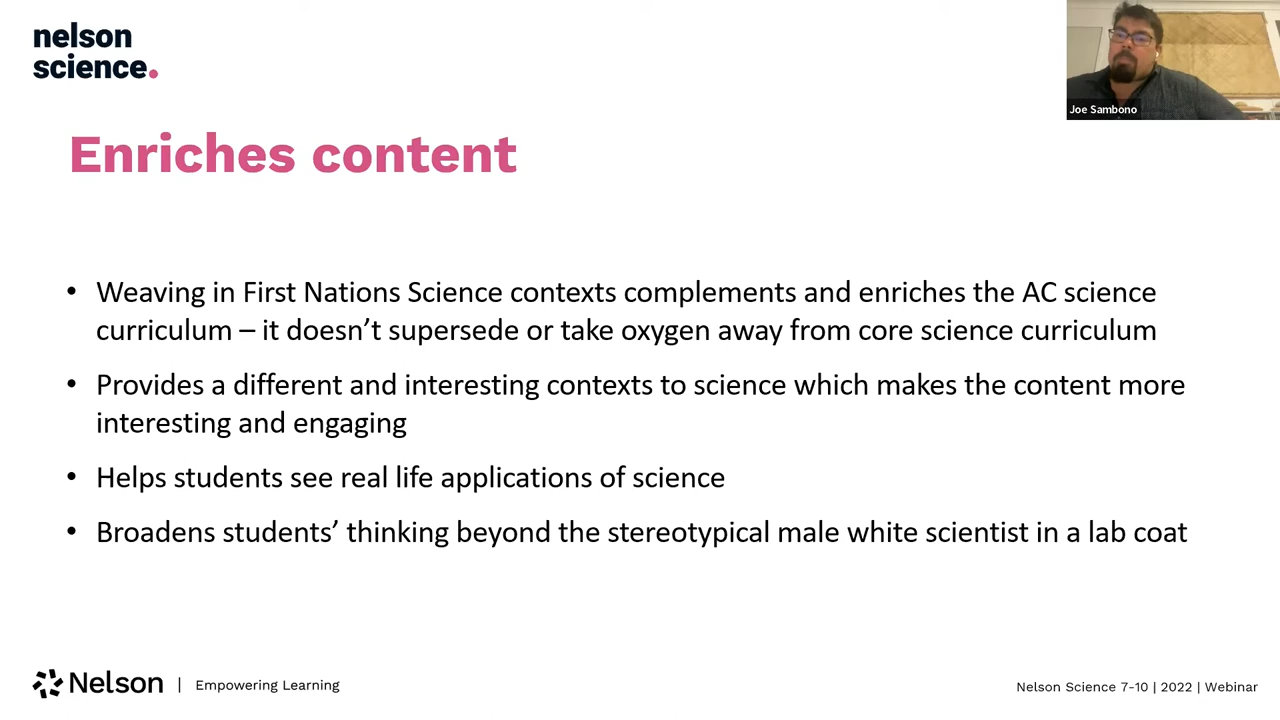 nelson
science.
Joe Sambono
Enriches content
• Weaving in First Nations Science contexts complements and enriches the AC science
curriculum – it doesn’t supersede or take oxygen away from core science curriculum
• Provides a different and interesting contexts to science which makes the content more
interesting and engaging
• Helps students see real life applications of science
• Broadens students’ thinking beyond the stereotypical male white scientist in a lab coat
Nelson | Empowering Learning
Nelson Science 7-10 | 2022 | Webinar